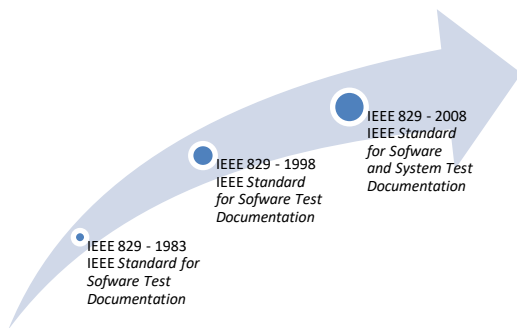 IEEE 829 - 2008
IEEE Standard
for Sofware
and System Test
Documentation
IEEE 829 - 1998
IEEE Standard
for Sofware Test
Documentation
IEEE 829 - 1983
IEEE Standard for
Sofware Test
Documentation